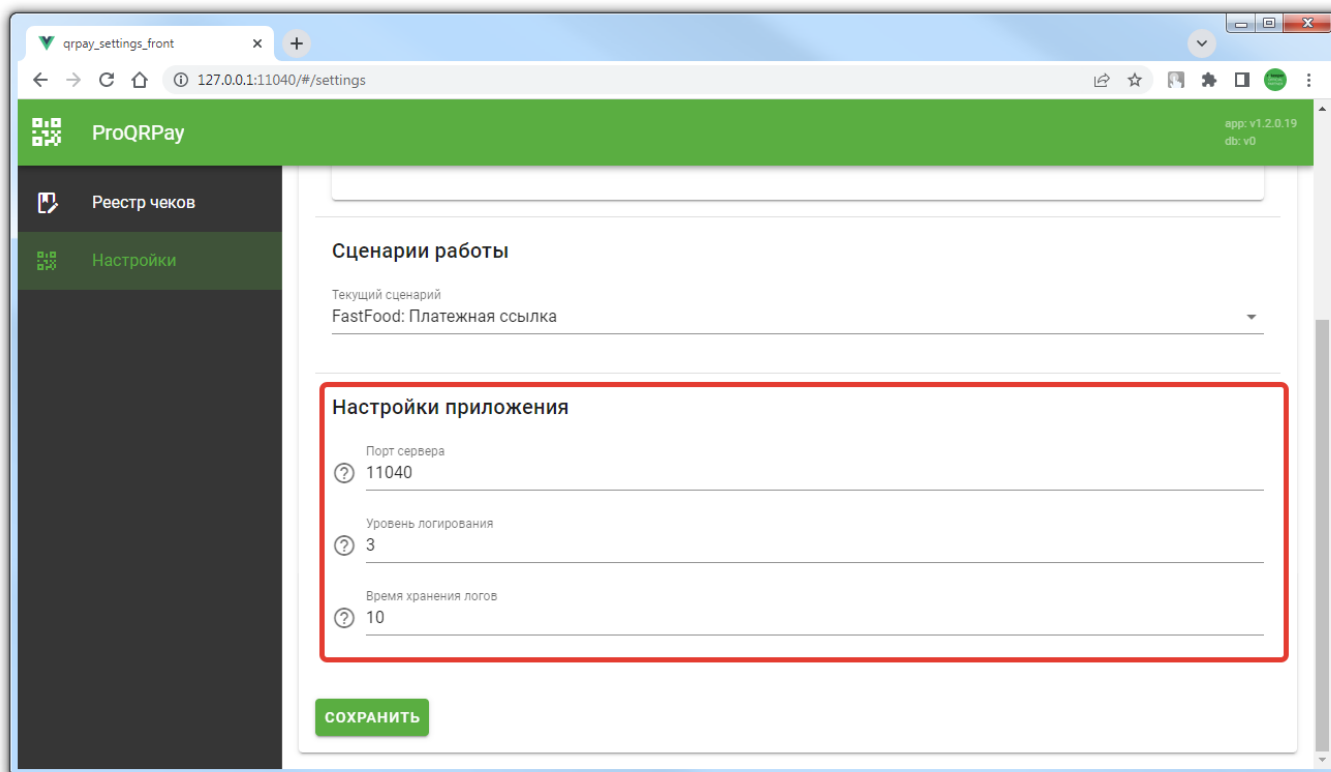 qrpay_settings_front
127.0.0.1:11040/#/settings
ProQRPay
app: v1.2.0.19
db: v0
Реестр чеков
Настройки
Сценарии работы
Текущий сценарий
FastFood: Платежная ссылка
Настройки приложения
Порт сервера
11040
Уровень логирования
3
Время хранения логов
10
СОХРАНИТЬ